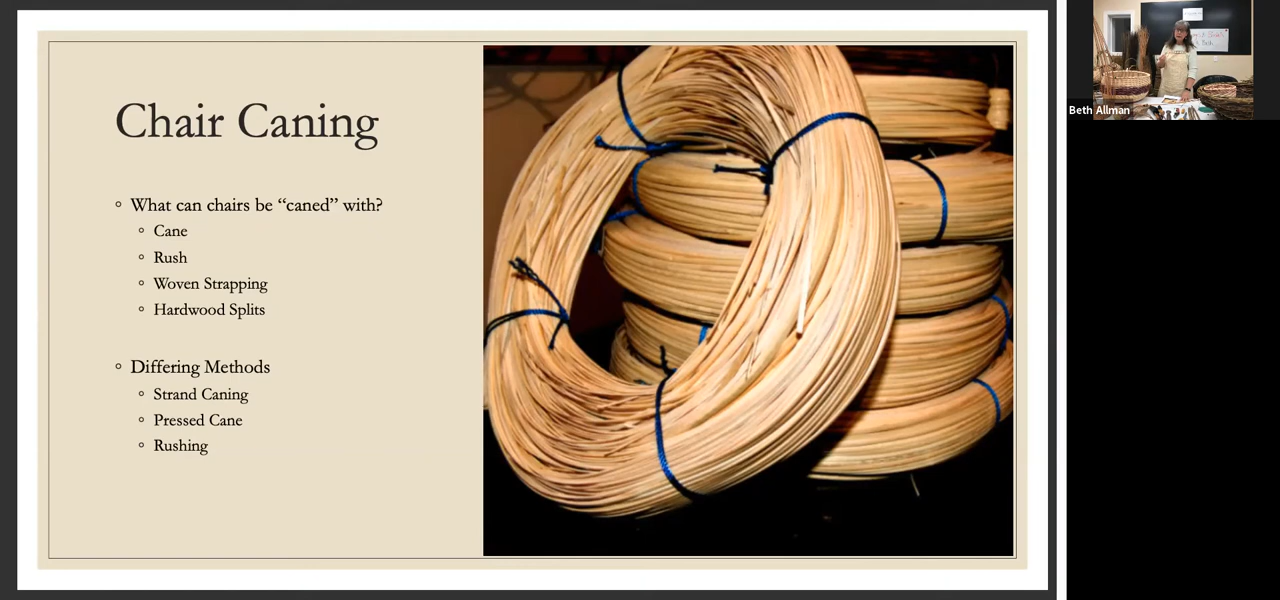 Chair Caning
What can chairs be “caned” with?
Cane
Rush
Woven Strapping
Hardwood Splits
Differing Methods
Strand Caning
Pressed Cane
Rushing
Beth Allman